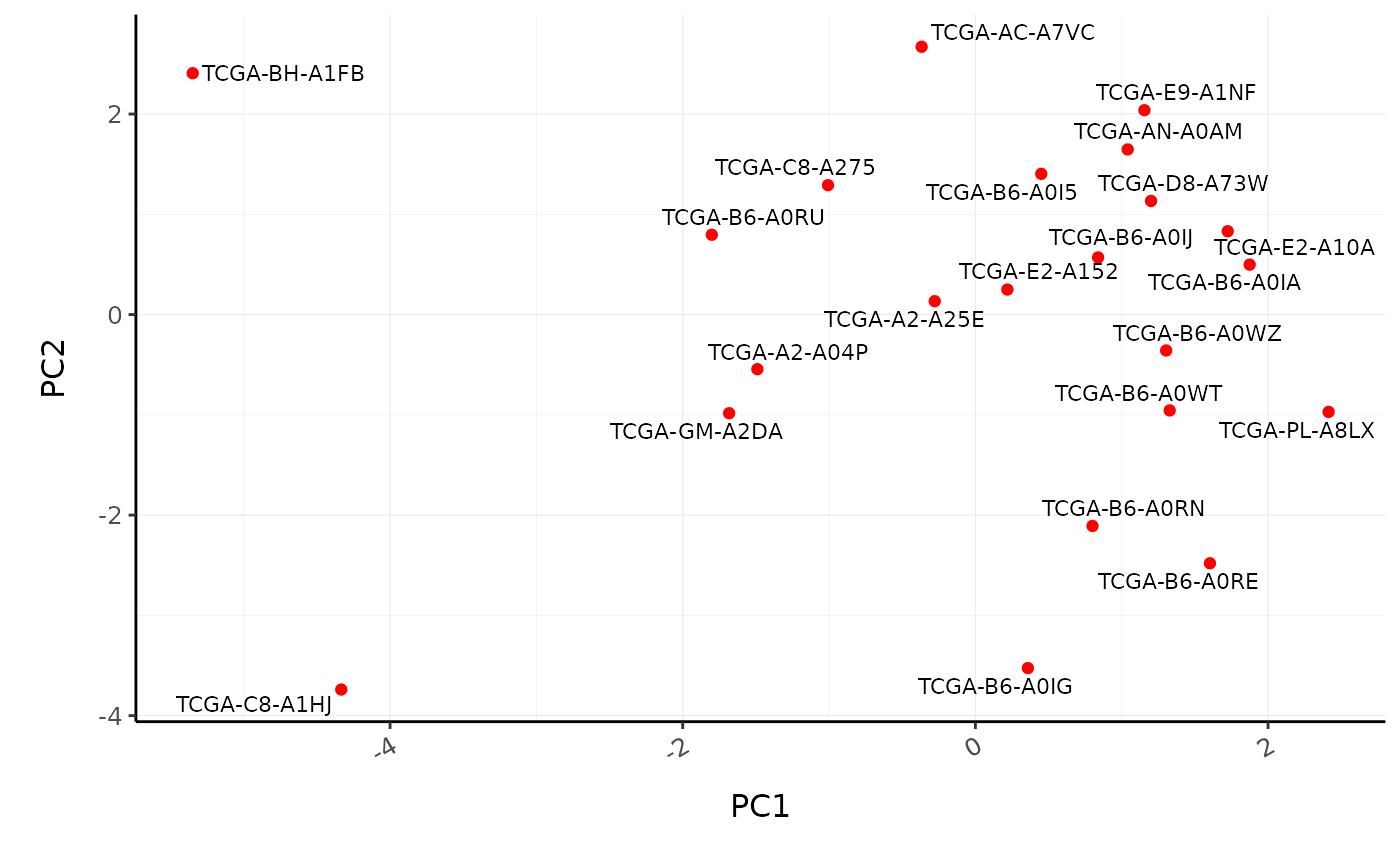 TCGA-AC-A7VC
TCGA-BH-A1FB
TCGA-E9-A1NF
2
TCGA-AN-A0AM
TCGA-C8-A275
TCGA-D8-A73W
TCGA-B6-A0I5
TCGA-B6-A0RU
TCGA-B6-A0IJ
TCGA-E2-A10A
TCGA-E2-A152
TCGA-B6-A0IA
0
TCGA-A2-A25E
TCGA-B6-A0WZ
TCGA-A2-A04P
PC2
TCGA-B6-A0WT
TCGA-GM-A2DA
TCGA-PL-A8LX
TCGA-B6-A0RN
-2
TCGA-B6-A0RE
TCGA-B6-A0IG
TCGA-C8-A1HJ
-4
-4 -2 0 2
PC1